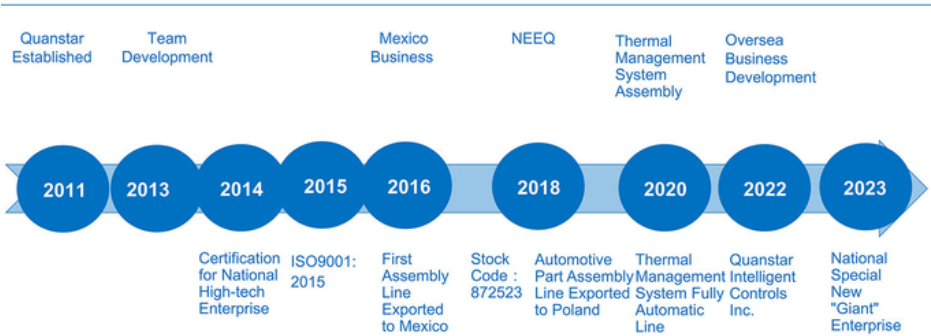 Quanstar
Established
Team
Development
Mexico
Business
NEEQ
Thermal
Management
System
Assembly
Oversea
Business
Development
2011
2013
2014
2015
2016
2018
2020
2022
2023
Certification
for National
High-tech
Enterprise
ISO9001:
2015
First
Assembly
Line
Exported
to Mexico
Stock
Code :
872523
Automotive
Part Assembly
Line Exported
to Poland
Thermal
Management
System Fully
Automatic
Line
Quanstar
Intelligent
Controls
Inc.
National
Special
New
"Giant"
Enterprise